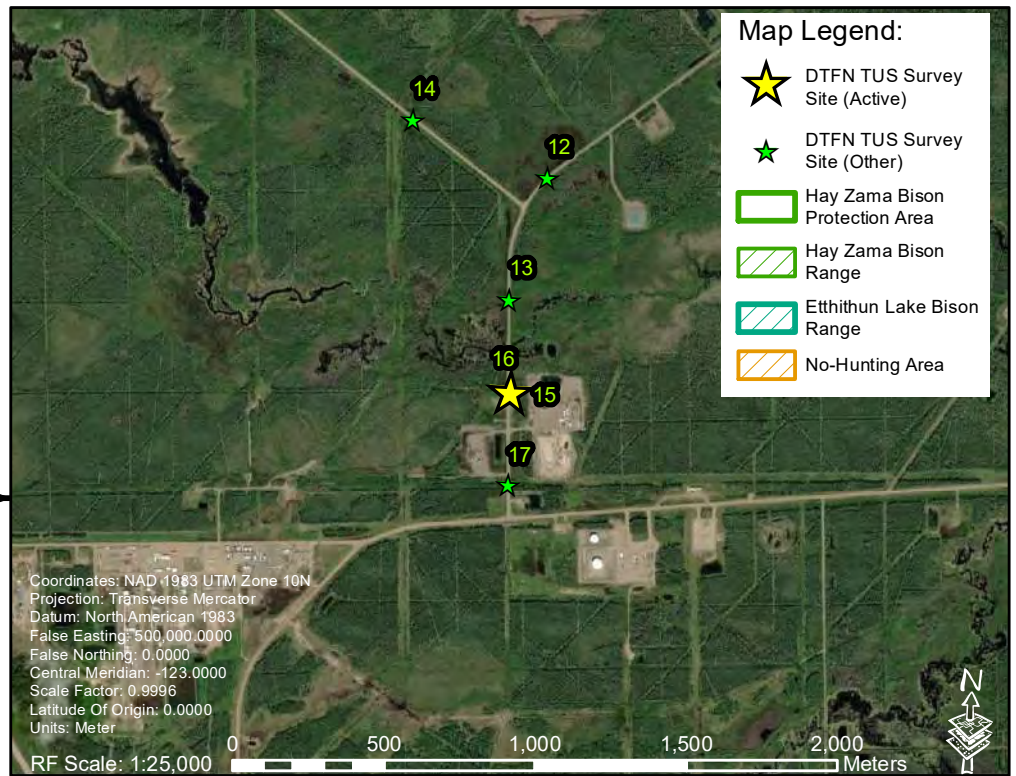 Map Legend:
DTFN TUS Survey
Site (Active)
DTFN TUS Survey
Site (Other)
Hay Zama Bison
Protection Area
Hay Zama Bison
Range
Etthithun Lake Bison
Range
No-Hunting Area
14
12
13
16
15
17
Coordinates: NAD 1983 UTM Zone 10N
Projection: Transverse Mercator
Datum: North American 1983
False Easting: 500,000.0000
False Northing: 0.0000
Central Meridian: -123.0000
Scale Factor: 0.9996
Latitude Of Origin: 0.0000
Units: Meter
RF Scale: 1:25,000
0 500 1,000 1,500 2,000
Meters
N